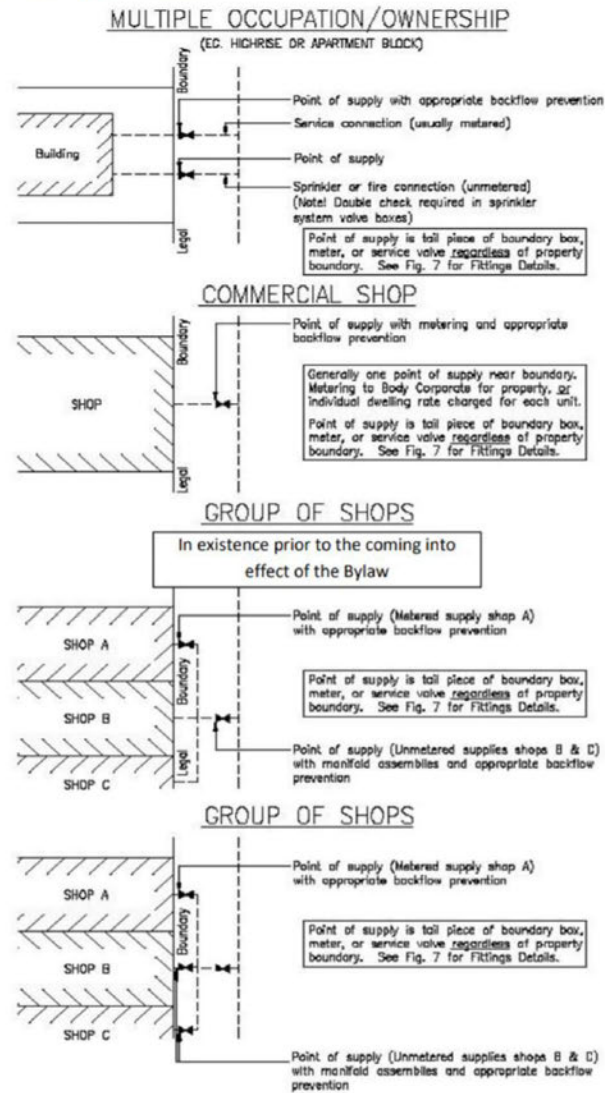 MULTIPLE OCCUPATION/OWNERSHIP
(EG. HIGHRISE OR APARTMENT BLOCK)
Boundary
Point of supply with appropriate backflow prevention
Service connection (usually metered)
Building
Point of supply
Sprinkler or fire connection (unmetered)
(Note! Double check required in sprinkler
system valve boxes)
Legal
Point of supply is tail piece of boundary box,
meter, or service valve regardless of property
boundary. See Fig. 7 for Fittings Details.
COMMERCIAL SHOP
Boundary
Point of supply with metering and appropriate
backflow prevention
SHOP
Generally one point of supply near boundary.
Metering to Body Corporate for property, or
individual dwelling rate charged for each unit.
Point of supply is tail piece of boundary box,
meter, or service valve regardless of property
boundary. See Fig. 7 for Fittings Details.
Legal
GROUP OF SHOPS
In existence prior to the coming into
effect of the Bylaw
Point of supply (Metered supply shop A)
with appropriate backflow prevention
SHOP A
Boundary
Point of supply is tail piece of boundary box,
meter, or service valve regardless of property
boundary. See Fig. 7 for Fittings Details.
SHOP B
Legal
Point of supply (Unmetered supplies shops B & C)
with manifold assemblies and appropriate backflow
prevention
SHOP C
GROUP OF SHOPS
Point of supply (Metered supply shop A)
with appropriate backflow prevention
SHOP A
Boundary
Point of supply is tail piece of boundary box,
meter, or service valve regardless of property
boundary. See Fig. 7 for Fittings Details.
SHOP B
SHOP C
Point of supply (Unmetered supplies shops B & C)
with manifold assemblies and appropriate backflow
prevention